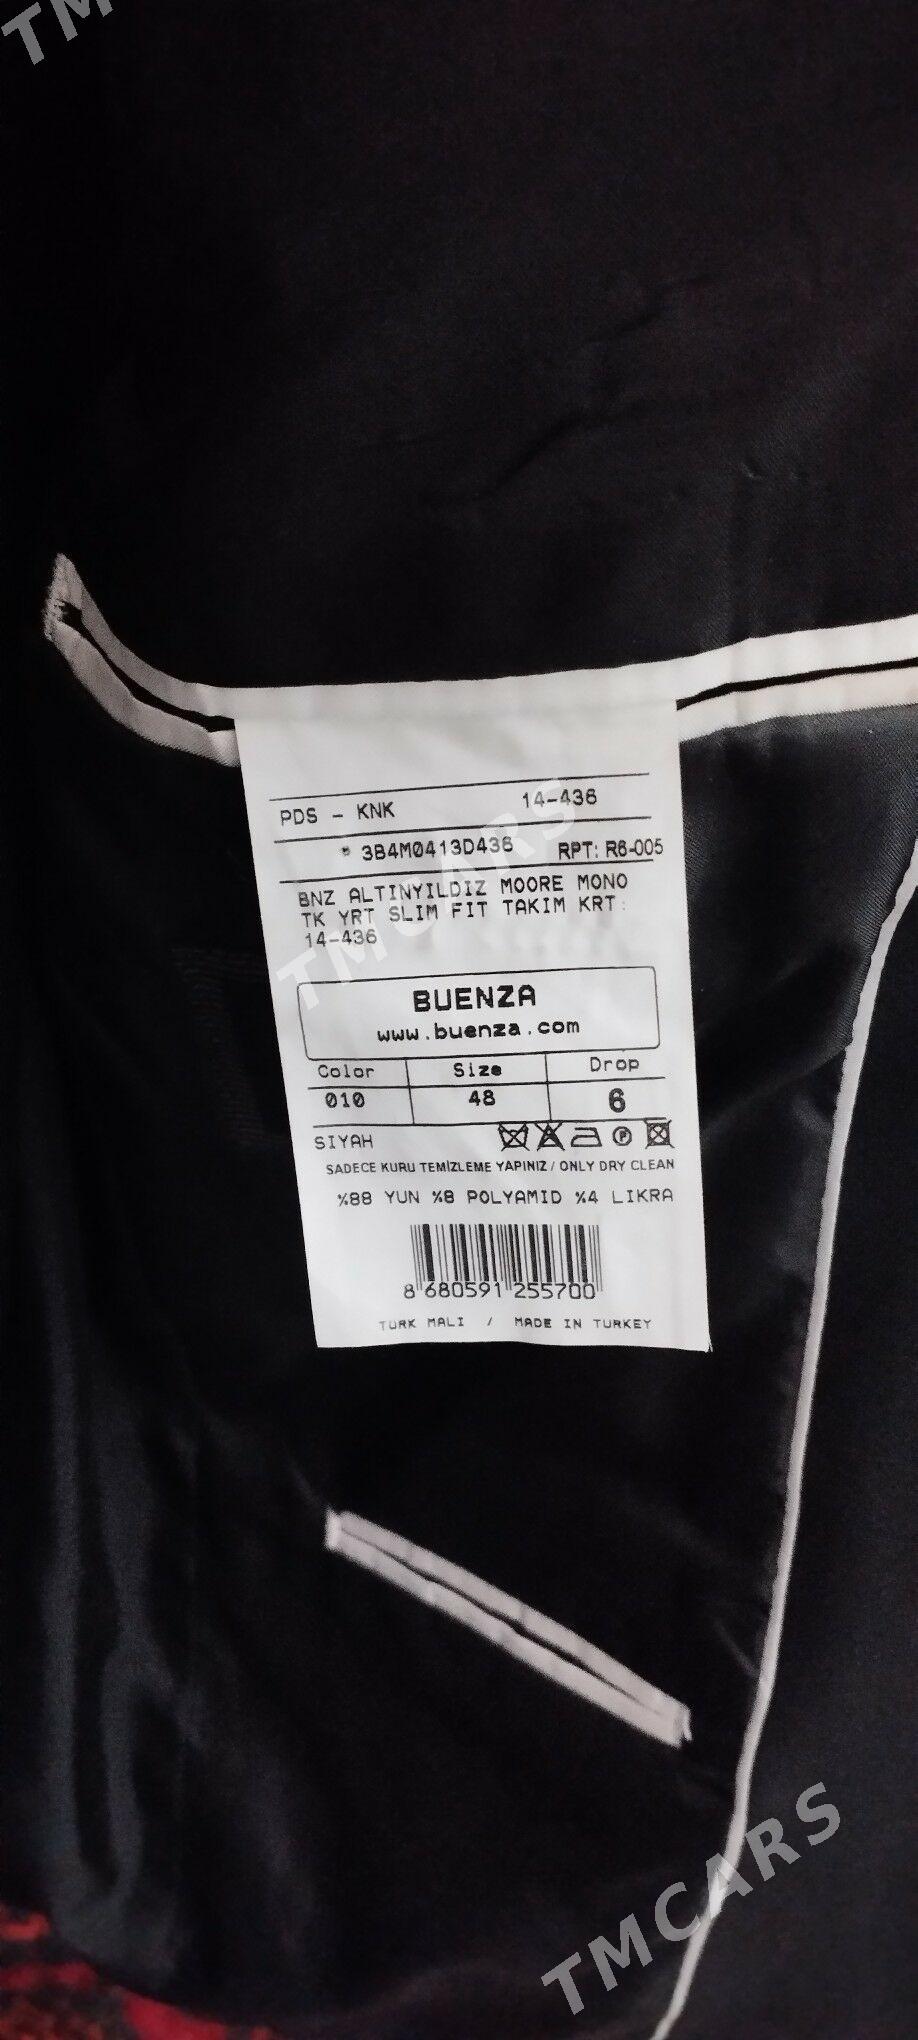 PDS - KNK 14-436
* 3B4M0413D436 RPT: R6-005
BNZ ALTINYILDIZ MOORE MONO
TK YRT SLIM FIT TAKIM KRT:
14-436
BUENZA
www.buenza.com
Color Size Drop
010 48 6
SIYAH
SADECE KURU TEMİZLEME YAPINIZ / ONLY DRY CLEAN
%88 YUN %8 POLYAMID %4 LIKRA
8 680591 255700
TURK MALI / MADE IN TURKEY
TMCARS
TMCARS